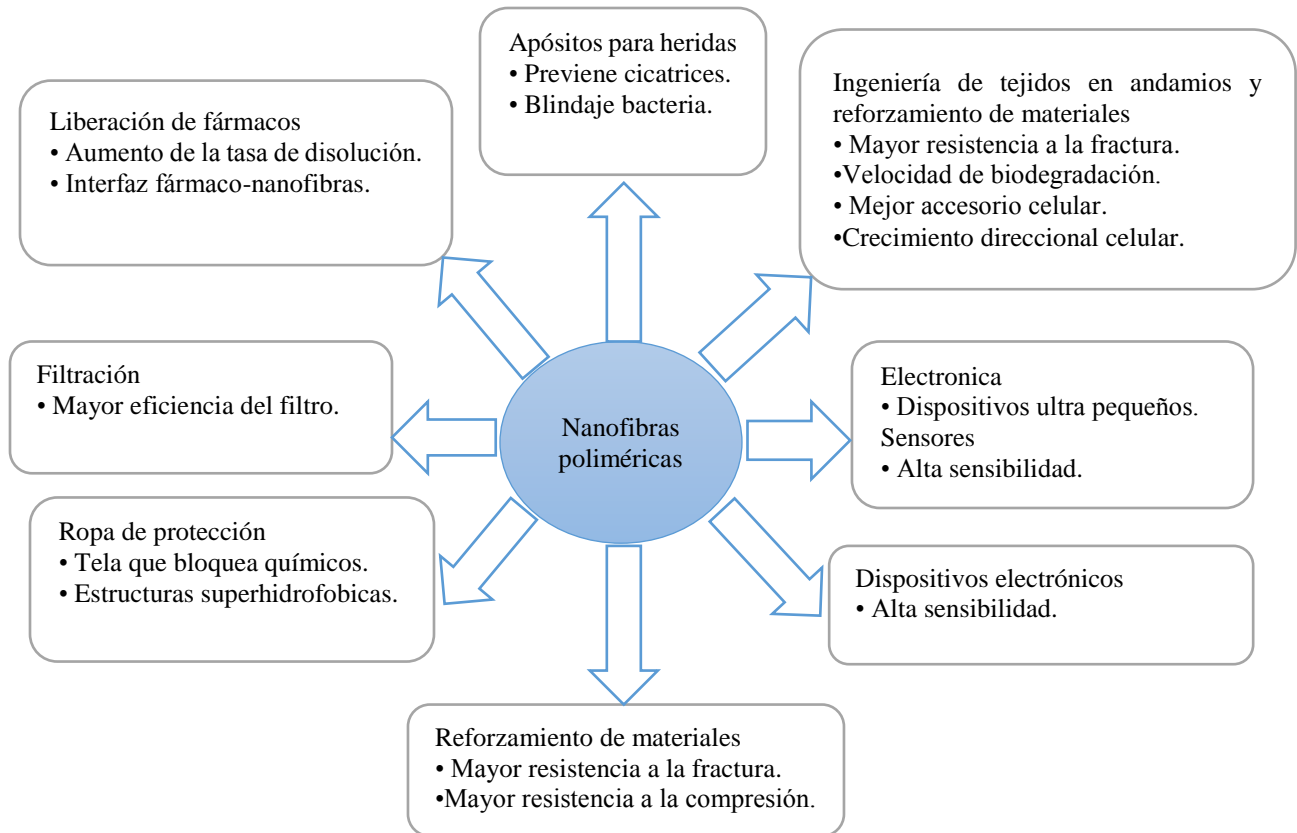 Apósitos para heridas
• Previene cicatrices.
• Blindaje bacteria.
Ingeniería de tejidos en andamios y
reforzamiento de materiales
• Mayor resistencia a la fractura.
•Velocidad de biodegradación.
• Mejor accesorio celular.
•Crecimiento direccional celular.
Liberación de fármacos
• Aumento de la tasa de disolución.
• Interfaz fármaco-nanofibras.
Filtración
• Mayor eficiencia del filtro.
Nanofibras
poliméricas
Electronica
• Dispositivos ultra pequeños.
Sensores
• Alta sensibilidad.
Ropa de protección
• Tela que bloquea químicos.
• Estructuras superhidrofobicas.
Dispositivos electrónicos
• Alta sensibilidad.
Reforzamiento de materiales
• Mayor resistencia a la fractura.
•Mayor resistencia a la compresión.